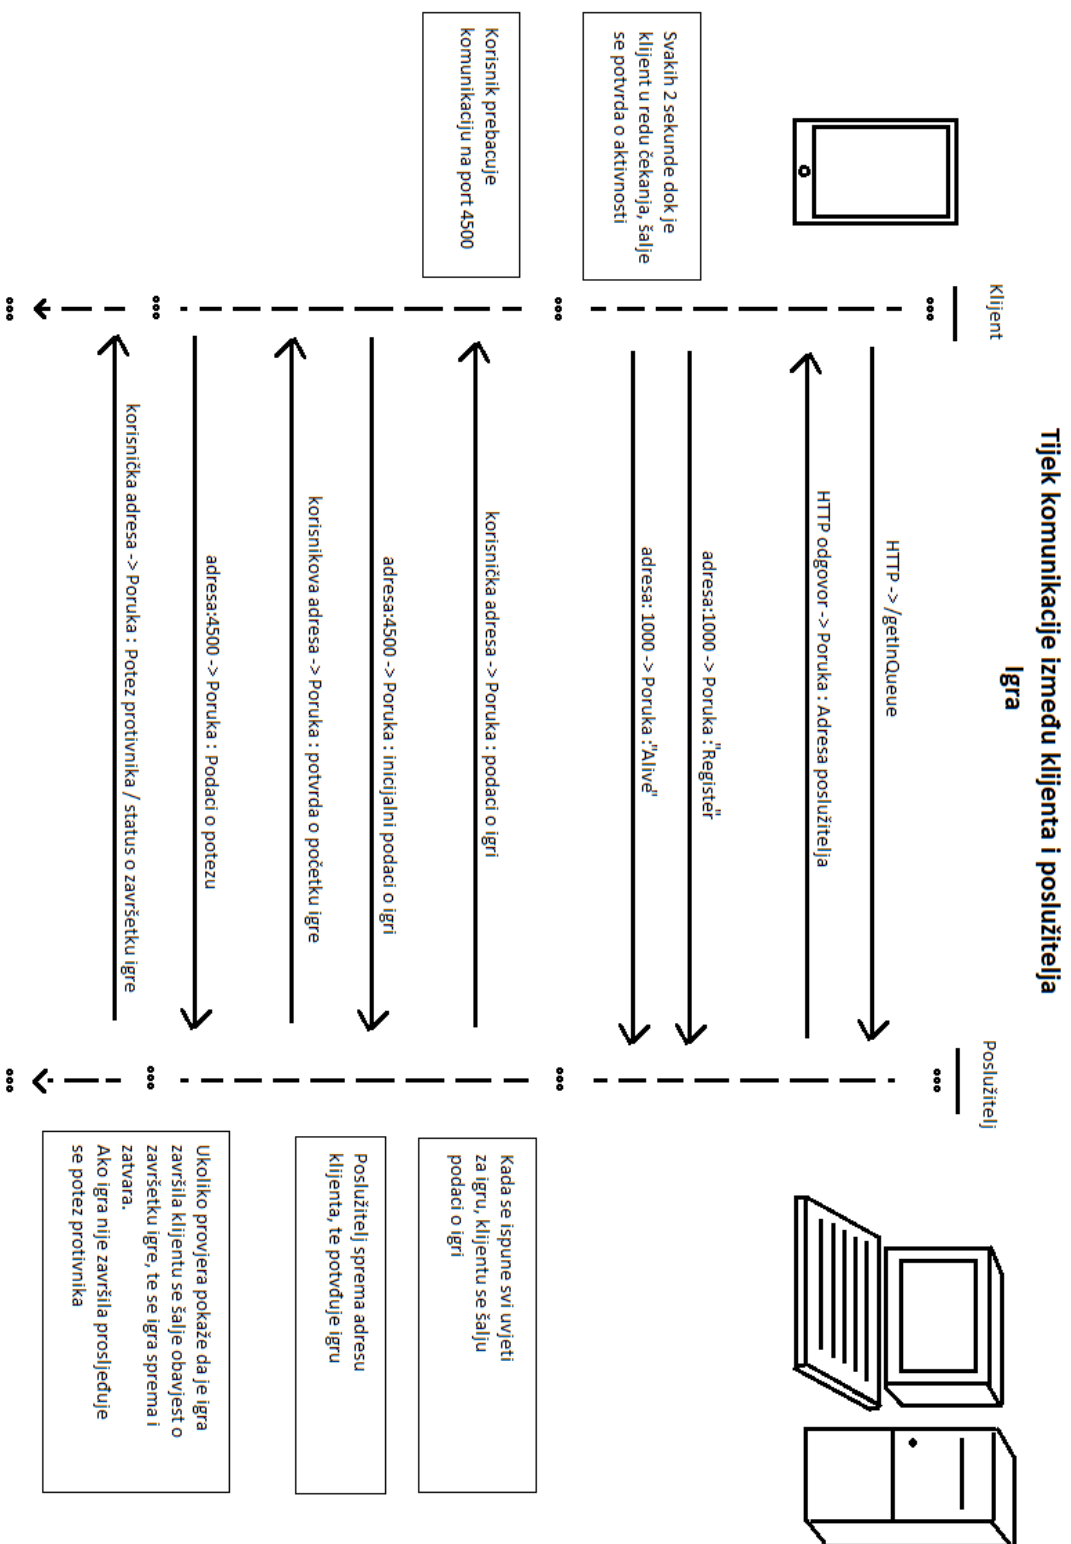 Tijek komunikacije između klijenta i poslužitelja
Igra
Klijent
Poslužitelj
HTTP -> /getInQueue
HTTP odgovor -> Poruka : Adresa poslužitelja
adresa:1000 -> Poruka :"Register"
adresa: 1000 -> Poruka :"Alive"
Svakih 2 sekunde dok je
klijent u redu čekanja, šalje
se potvrda o aktivnosti
korisnička adresa -> Poruka : podaci o igri
Kada se ispune svi uvjeti
za igru, klijentu se šalju
podaci o igri
Korisnik prebacuje
komunikaciju na port 4500
adresa:4500 -> Poruka : inicijalni podaci o igri
korisnikova adresa -> Poruka : potvrda o početku igre
Poslužitelj sprema adresu
klijenta, te potvđuje igru
adresa:4500 -> Poruka : Podaci o potezu
korisnička adresa -> Poruka : Potez protivnika / status o završetku igre
Ukoliko provjera pokaže da je igra
završila klijentu se šalje obavjest o
završetku igre, te se igra sprema i
zatvara.
Ako igra nije završila prosljeđuje
se potez protivnika